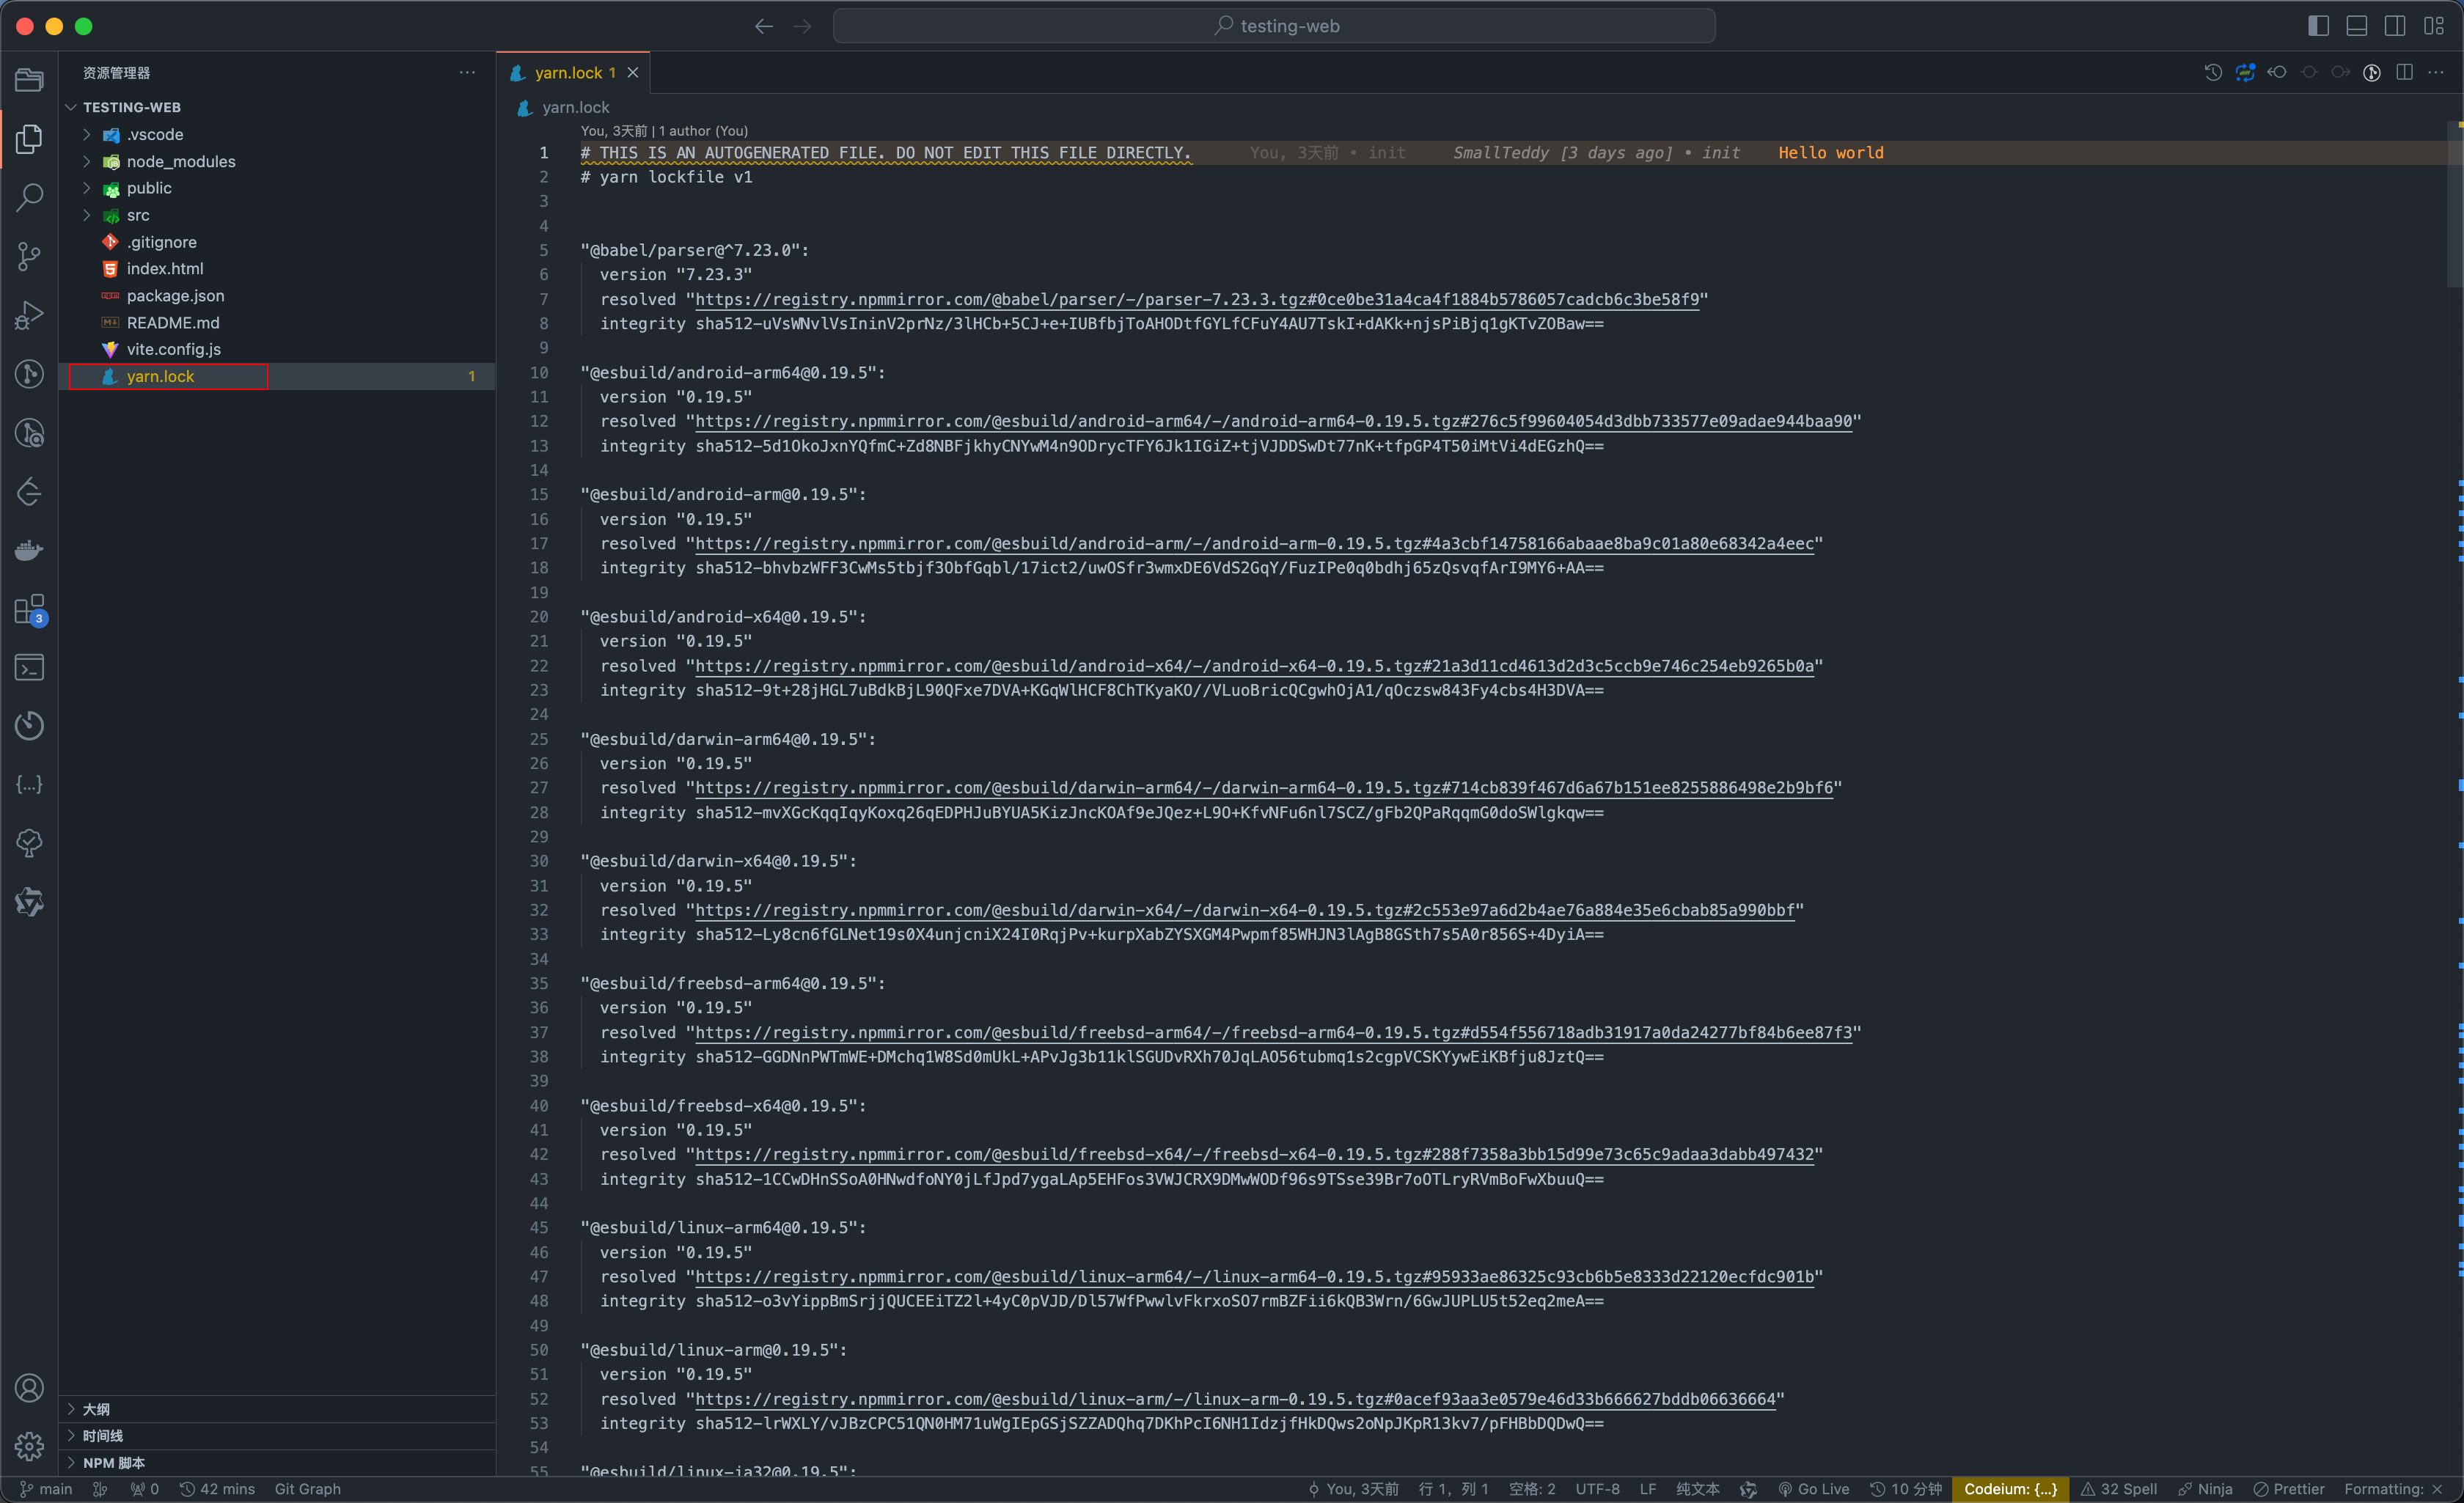 testing-web
资源管理器
TESTING-WEB
.vscode
node_modules
public
src
.gitignore
index.html
package.json
README.md
vite.config.js
yarn.lock 1
大纲
时间线
NPM 脚本
3
yarn.lock 1
yarn.lock
You, 3天前 | 1 author (You)
1 # THIS IS AN AUTOGENERATED FILE. DO NOT EDIT THIS FILE DIRECTLY. You, 3天前 • init SmallTeddy [3 days ago] • init Hello world
2 # yarn lockfile v1
3
4
5 "@babel/parser@^7.23.0":
6 version "7.23.3"
7 resolved "https://registry.npmmirror.com/@babel/parser/-/parser-7.23.3.tgz#0ce0be31a4ca4f1884b5786057cadcb6c3be58f9"
8 integrity sha512-uVsWNvlVsIninV2prNz/3lHCb+5CJ+e+IUBfbjToAHODtfGYLfCFuY4AU7TskI+dAKk+njsPiBjq1gKTvZOBaw==
9
10 "@esbuild/android-arm64@0.19.5":
11 version "0.19.5"
12 resolved "https://registry.npmmirror.com/@esbuild/android-arm64/-/android-arm64-0.19.5.tgz#276c5f99604054d3dbb733577e09adae944baa90"
13 integrity sha512-5d1OkoJxnYQfmC+Zd8NBFjkhyCNYwM4n9ODrycTFY6Jk1IGiZ+tjVJDDSwDt77nK+tfpGP4T50iMtVi4dEGzhQ==
14
15 "@esbuild/android-arm@0.19.5":
16 version "0.19.5"
17 resolved "https://registry.npmmirror.com/@esbuild/android-arm/-/android-arm-0.19.5.tgz#4a3cbf14758166abaae8ba9c01a80e68342a4eec"
18 integrity sha512-bhvbzWFF3CwMs5tbjf3ObfGqbl/17ict2/uwOSfr3wmxDE6VdS2GqY/FuzIPe0q0bdhj65zQsvqfArI9MY6+AA==
19
20 "@esbuild/android-x64@0.19.5":
21 version "0.19.5"
22 resolved "https://registry.npmmirror.com/@esbuild/android-x64/-/android-x64-0.19.5.tgz#21a3d11cd4613d2d3c5ccb9e746c254eb9265b0a"
23 integrity sha512-9t+28jHGL7uBdkBjL90QFxe7DVA+KGqWlHCF8ChTKyaKO//VLuoBricQCgwhOjA1/qOczsw843Fy4cbs4H3DVA==
24
25 "@esbuild/darwin-arm64@0.19.5":
26 version "0.19.5"
27 resolved "https://registry.npmmirror.com/@esbuild/darwin-arm64/-/darwin-arm64-0.19.5.tgz#714cb839f467d6a67b151ee8255886498e2b9bf6"
28 integrity sha512-mvXGcKqqIqyKoxq26qEDPHJuBYUA5KizJncKOAf9eJQez+L9O+KfvNFu6nl7SCZ/gFb2QPaRqqmG0doSWlgkqw==
29
30 "@esbuild/darwin-x64@0.19.5":
31 version "0.19.5"
32 resolved "https://registry.npmmirror.com/@esbuild/darwin-x64/-/darwin-x64-0.19.5.tgz#2c553e97a6d2b4ae76a884e35e6cbab85a990bbf"
33 integrity sha512-Ly8cn6fGLNet19s0X4unjcniX24I0RqjPv+kurpXabZYSXGM4Pwpmf85WHJN3lAgB8GSth7s5A0r856S+4DyiA==
34
35 "@esbuild/freebsd-arm64@0.19.5":
36 version "0.19.5"
37 resolved "https://registry.npmmirror.com/@esbuild/freebsd-arm64/-/freebsd-arm64-0.19.5.tgz#d554f556718adb31917a0da24277bf84b6ee87f3"
38 integrity sha512-GGDNnPWTmWE+DMchq1W8Sd0mUkL+APvJg3b11klSGUDvRXh70JqLAO56tubmq1s2cgpVCSKYywEiKBfju8JztQ==
39
40 "@esbuild/freebsd-x64@0.19.5":
41 version "0.19.5"
42 resolved "https://registry.npmmirror.com/@esbuild/freebsd-x64/-/freebsd-x64-0.19.5.tgz#288f7358a3bb15d99e73c65c9adaa3dabb497432"
43 integrity sha512-1CCwDHnSSoA0HNwdfoNY0jLfJpd7ygaLAp5EHFos3VWJCRX9DMwWODf96s9TSse39Br7oOTLryRVmBoFwXbuuQ==
44
45 "@esbuild/linux-arm64@0.19.5":
46 version "0.19.5"
47 resolved "https://registry.npmmirror.com/@esbuild/linux-arm64/-/linux-arm64-0.19.5.tgz#95933ae86325c93cb6b5e8333d22120ecfdc901b"
48 integrity sha512-o3vYippBmSrjjQUCEEiTZ2l+4yC0pVJD/Dl57WfPwwlvFkrxoSO7rmBZFii6kQB3Wrn/6GwJUPLU5t52eq2meA==
49
50 "@esbuild/linux-arm@0.19.5":
51 version "0.19.5"
52 resolved "https://registry.npmmirror.com/@esbuild/linux-arm/-/linux-arm-0.19.5.tgz#0acef93aa3e0579e46d33b666627bddb06636664"
53 integrity sha512-lrWXLY/vJBzCPC51QN0HM71uWgIEpGSjSZZADQhq7DKhPcI6NH1IdzjfHkDQws2oNpJKpR13kv7/pFHBbDQDwQ==
54
55 "@esbuild/linux-ia32@0.19.5":
main 0 42 mins Git Graph You, 3天前 行 1，列 1 空格: 2 UTF-8 LF 纯文本 Go Live 10 分钟 Codeium: {...} 32 Spell Ninja Prettier Formatting: ×